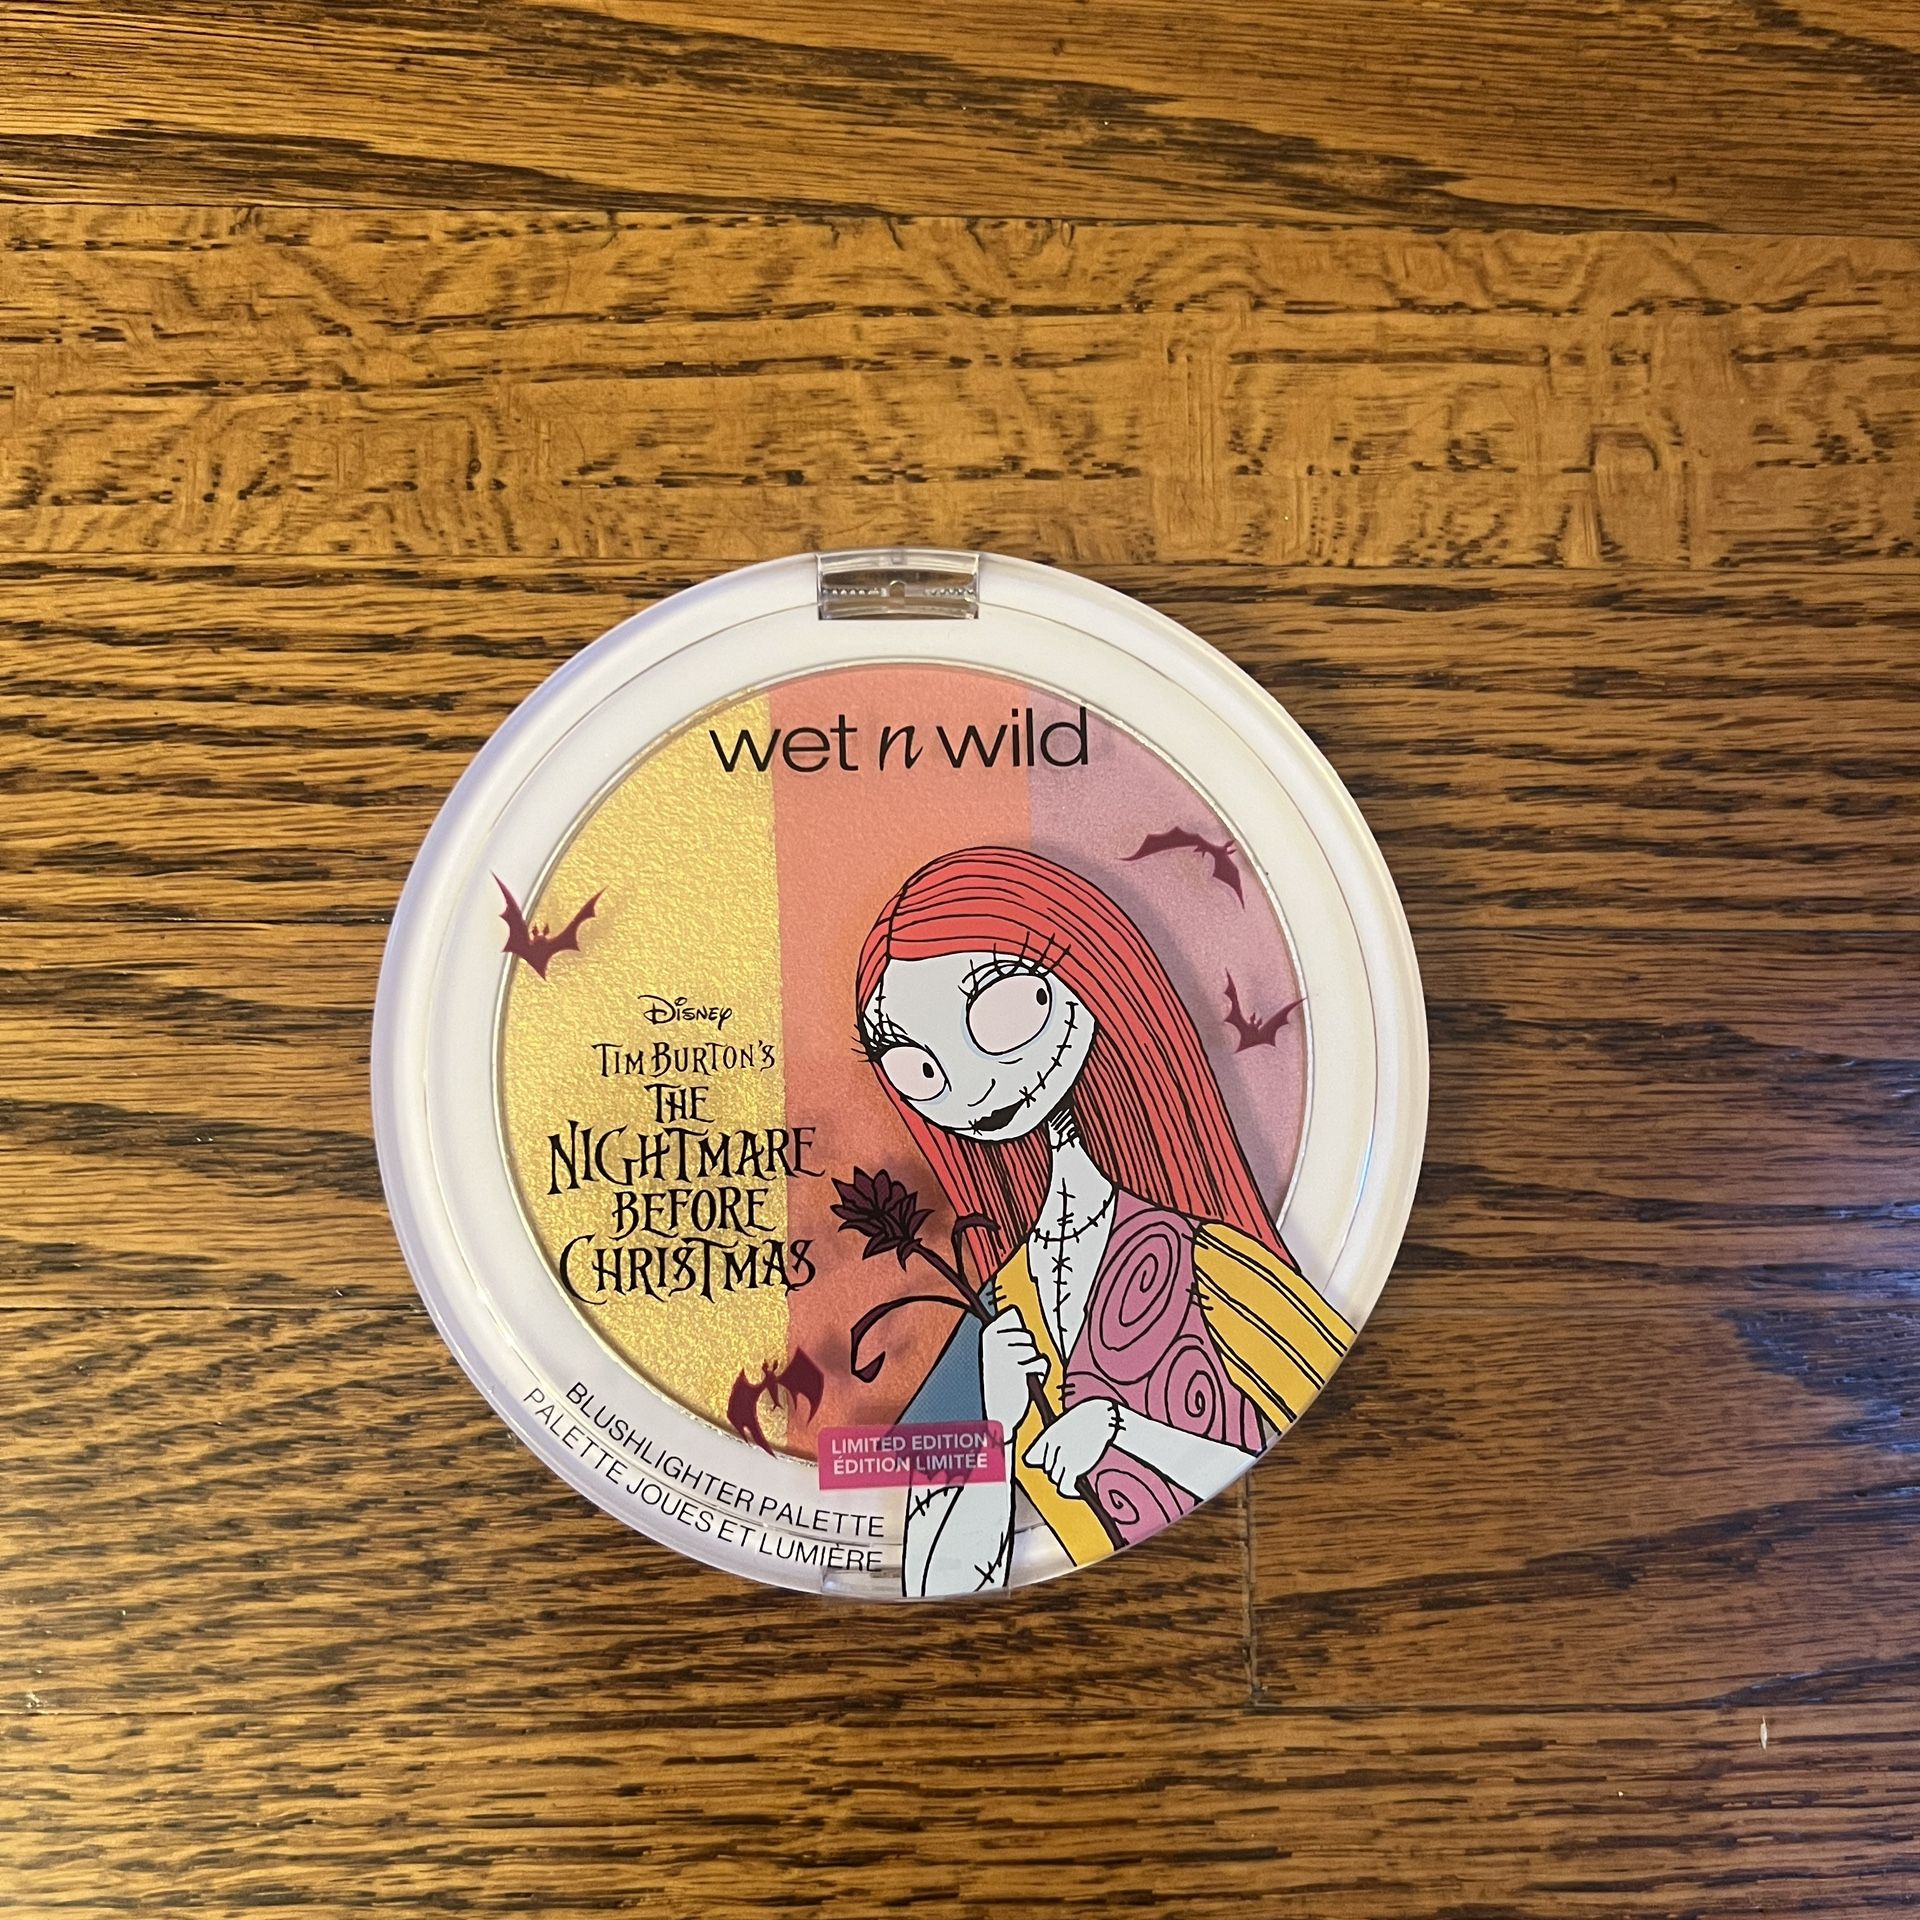 wet n wild
Disney
TIM BURTON'S
THE
NIGHTMARE
BEFORE
CHRISTMAS
LIMITED EDITION
ÉDITION LIMITÉE
BLUSHLIGHTER PALETTE
PALETTE JOUES ET LUMIÈRE